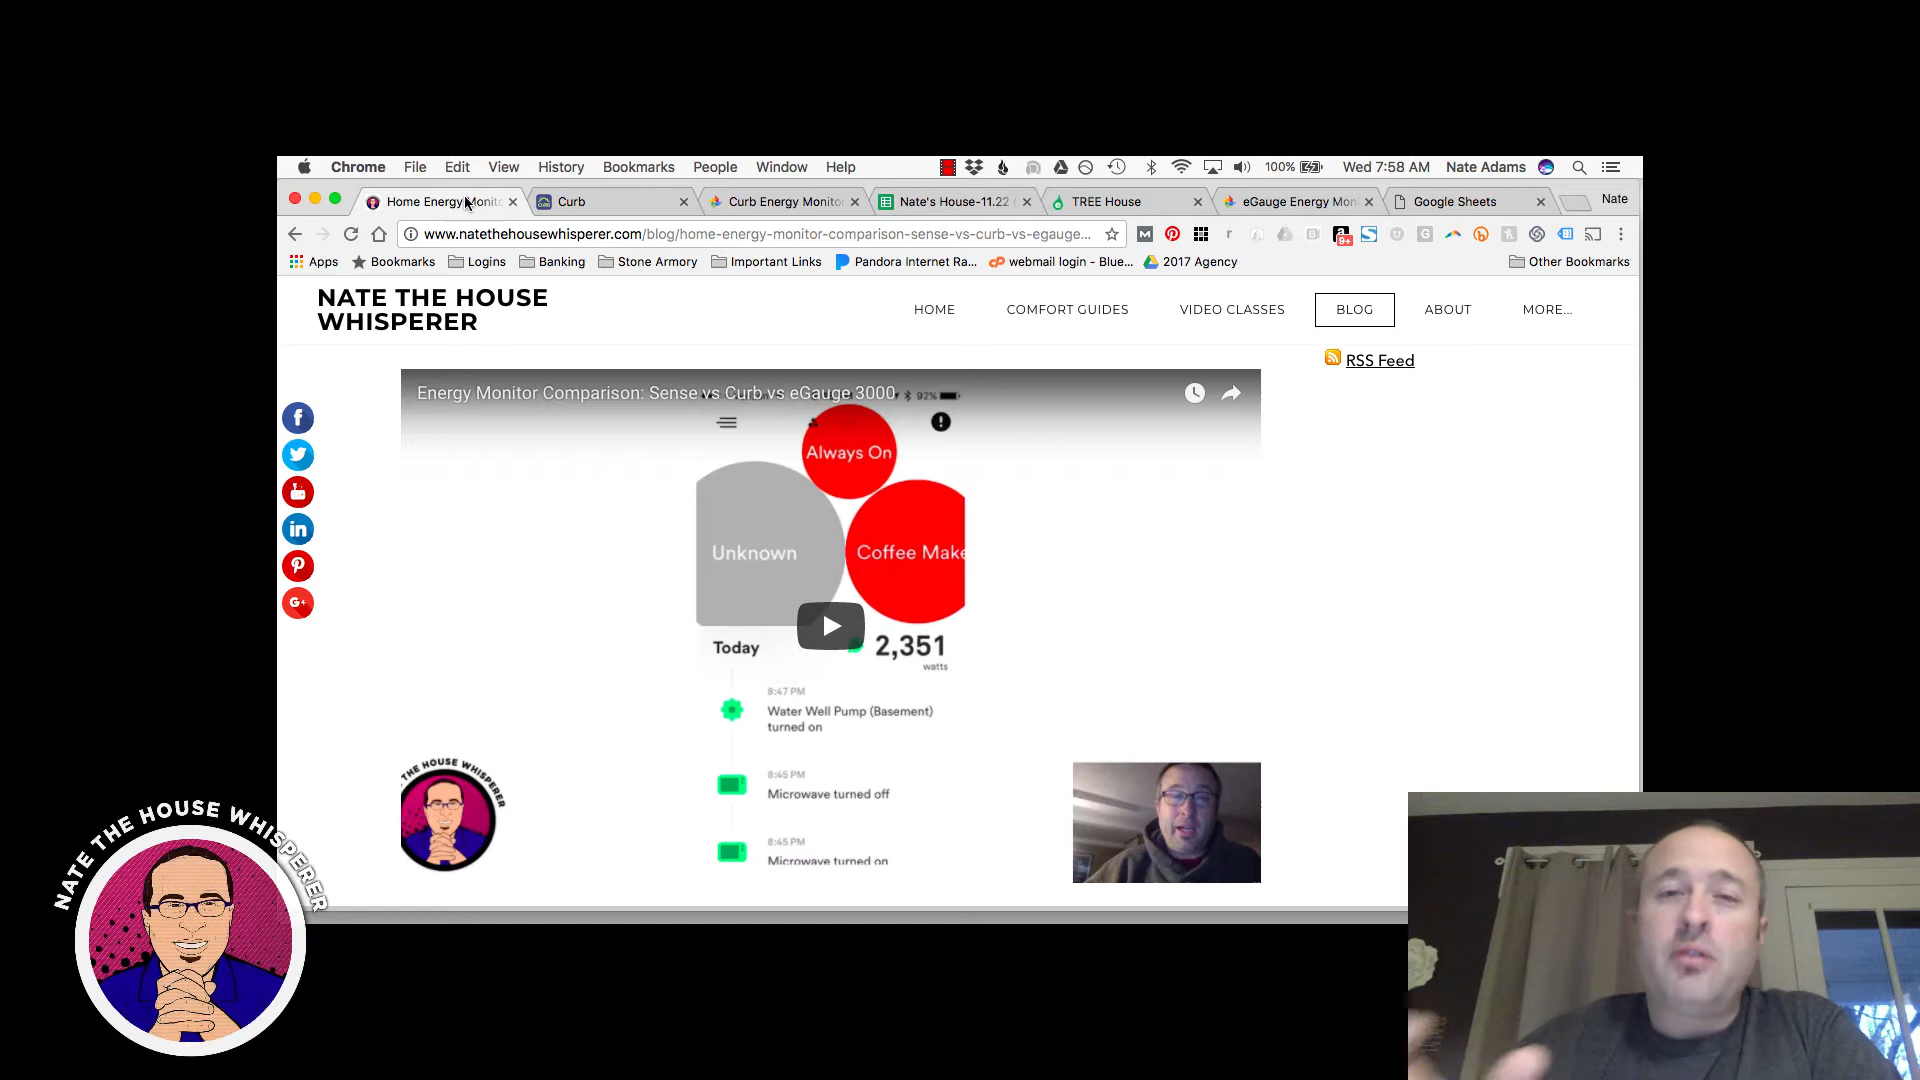 Chrome File Edit View History Bookmarks People Window Help 100% Wed 7:58 AM Nate Adams
Home Energy Monito Curb Curb Energy Monito Nate's House-11.22 TREE House eGauge Energy Moni Google Sheets Nate
www.natethehousewhisperer.com/blog/home-energy-monitor-comparison-sense-vs-curb-vs-egauge...
Apps Bookmarks Logins Banking Stone Armory Important Links Pandora Internet Ra... webmail login - Blue... 2017 Agency Other Bookmarks
NATE THE HOUSE
WHISPERER
HOME COMFORT GUIDES VIDEO CLASSES BLOG ABOUT MORE...
RSS Feed
Energy Monitor Comparison: Sense vs Curb vs eGauge 3000
92%
Always On
Unknown
Coffee Make
Today
2,351
watts
8:47 PM
Water Well Pump (Basement)
turned on
8:45 PM
Microwave turned off
8:45 PM
Microwave turned on
THE HOUSE WHISPERER
NATE THE HOUSE WHISPERER